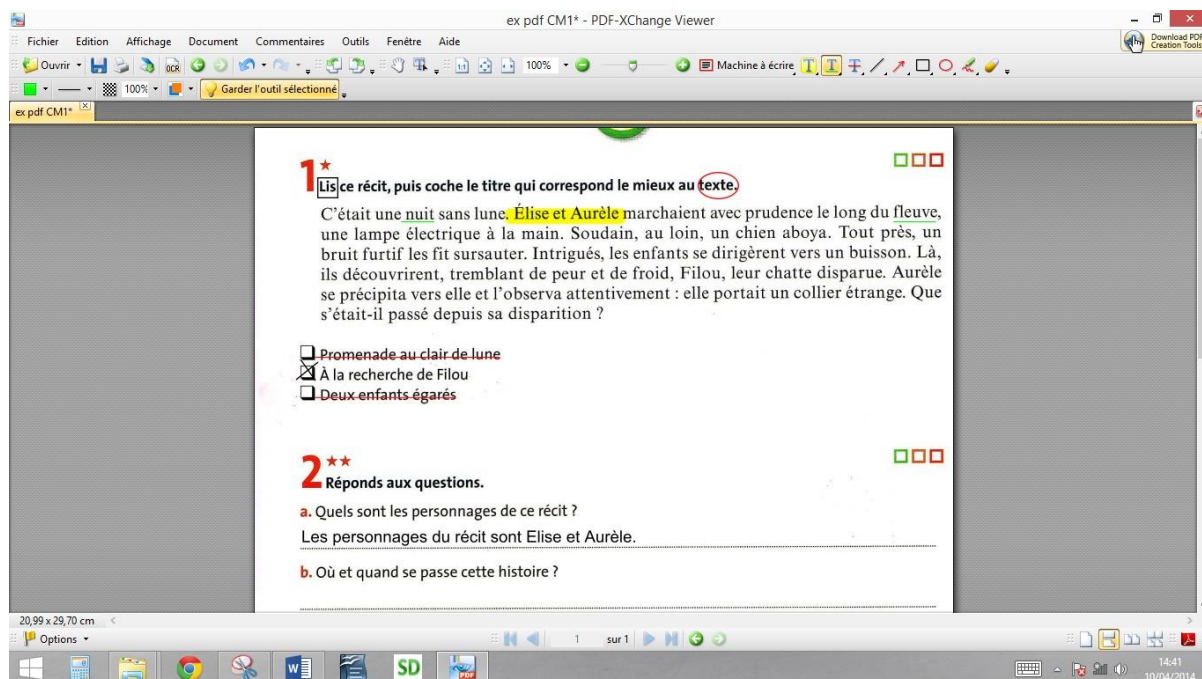 ex pdf CM1* - PDF-XChange Viewer
Fichier Edition Affichage Document Commentaires Outils Fenêtre Aide
Download PDF
Creation Tools
Ouvrir OCR 100% Machine à écrire
100% Garder l'outil sélectionné
ex pdf CM1*
1
Lis ce récit, puis coche le titre qui correspond le mieux au texte.
C'était une nuit sans lune. Élise et Aurèle marchaient avec prudence le long du fleuve,
une lampe électrique à la main. Soudain, au loin, un chien aboya. Tout près, un
bruit furtif les fit sursauter. Intrigués, les enfants se dirigèrent vers un buisson. Là,
ils découvrirent, tremblant de peur et de froid, Filou, leur chatte disparue. Aurèle
se précipita vers elle et l'observa attentivement : elle portait un collier étrange. Que
s'était-il passé depuis sa disparition ?
Promenade au clair de lune
À la recherche de Filou
Deux enfants égarés
2
Réponds aux questions.
a. Quels sont les personnages de ce récit ?
Les personnages du récit sont Elise et Aurèle.
b. Où et quand se passe cette histoire ?
20,99 x 29,70 cm
Options 1 sur 1
SD PDF
14:41
10/04/2014